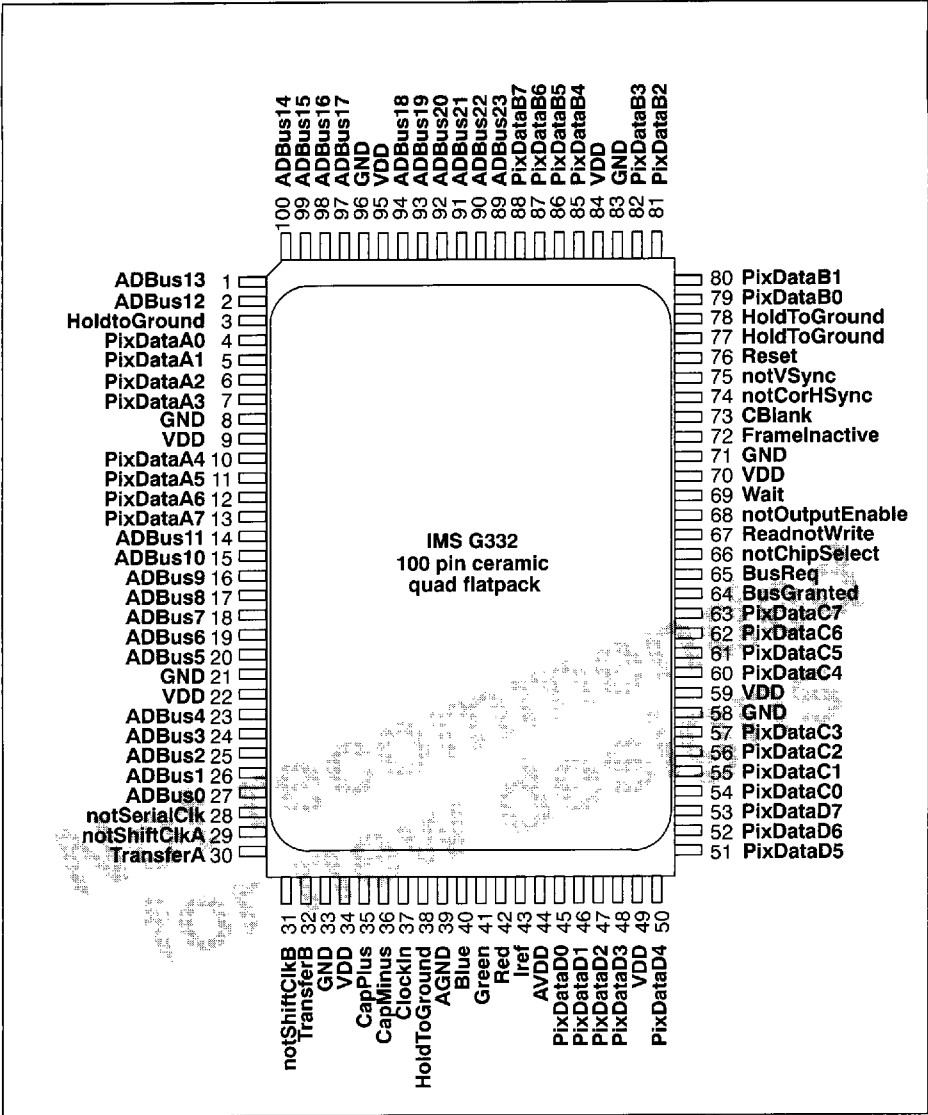 ADBus14
ADBus15
ADBus16
ADBus17
GND
VDD
ADBus18
ADBus19
ADBus20
ADBus21
ADBus22
ADBus23
PixDataB7
PixDataB6
PixDataB5
PixDataB4
VDD
GND
PixDataB3
PixDataB2
100 99 98 97 96 95 94 93 92 91 90 89 88 87 86 85 84 83 82 81
ADBus13 1
ADBus12 2
HoldtoGround 3
PixDataA0 4
PixDataA1 5
PixDataA2 6
PixDataA3 7
GND 8
VDD 9
PixDataA4 10
PixDataA5 11
PixDataA6 12
PixDataA7 13
ADBus11 14
ADBus10 15
ADBus9 16
ADBus8 17
ADBus7 18
ADBus6 19
ADBus5 20
GND 21
VDD 22
ADBus4 23
ADBus3 24
ADBus2 25
ADBus1 26
ADBus0 27
notSerialClk 28
notShiftClkA 29
TransferA 30
IMS G332
100 pin ceramic
quad flatpack
80 PixDataB1
79 PixDataB0
78 HoldToGround
77 HoldToGround
76 Reset
75 notVSync
74 notCorHSync
73 CBlank
72 FrameInactive
71 GND
70 VDD
69 Wait
68 notOutputEnable
67 ReadnotWrite
66 notChipSelect
65 BusReq
64 BusGranted
63 PixDataC7
62 PixDataC6
61 PixDataC5
60 PixDataC4
59 VDD
58 GND
57 PixDataC3
56 PixDataC2
55 PixDataC1
54 PixDataC0
53 PixDataD7
52 PixDataD6
51 PixDataD5
31 32 33 34 35 36 37 38 39 40 41 42 43 44 45 46 47 48 49 50
notShiftClkB
TransferB
GND
VDD
CapPlus
CapMinus
ClockIn
HoldToGround
AGND
Blue
Green
Red
Iref
AVDD
PixDataD0
PixDataD1
PixDataD2
PixDataD3
VDD
PixDataD4